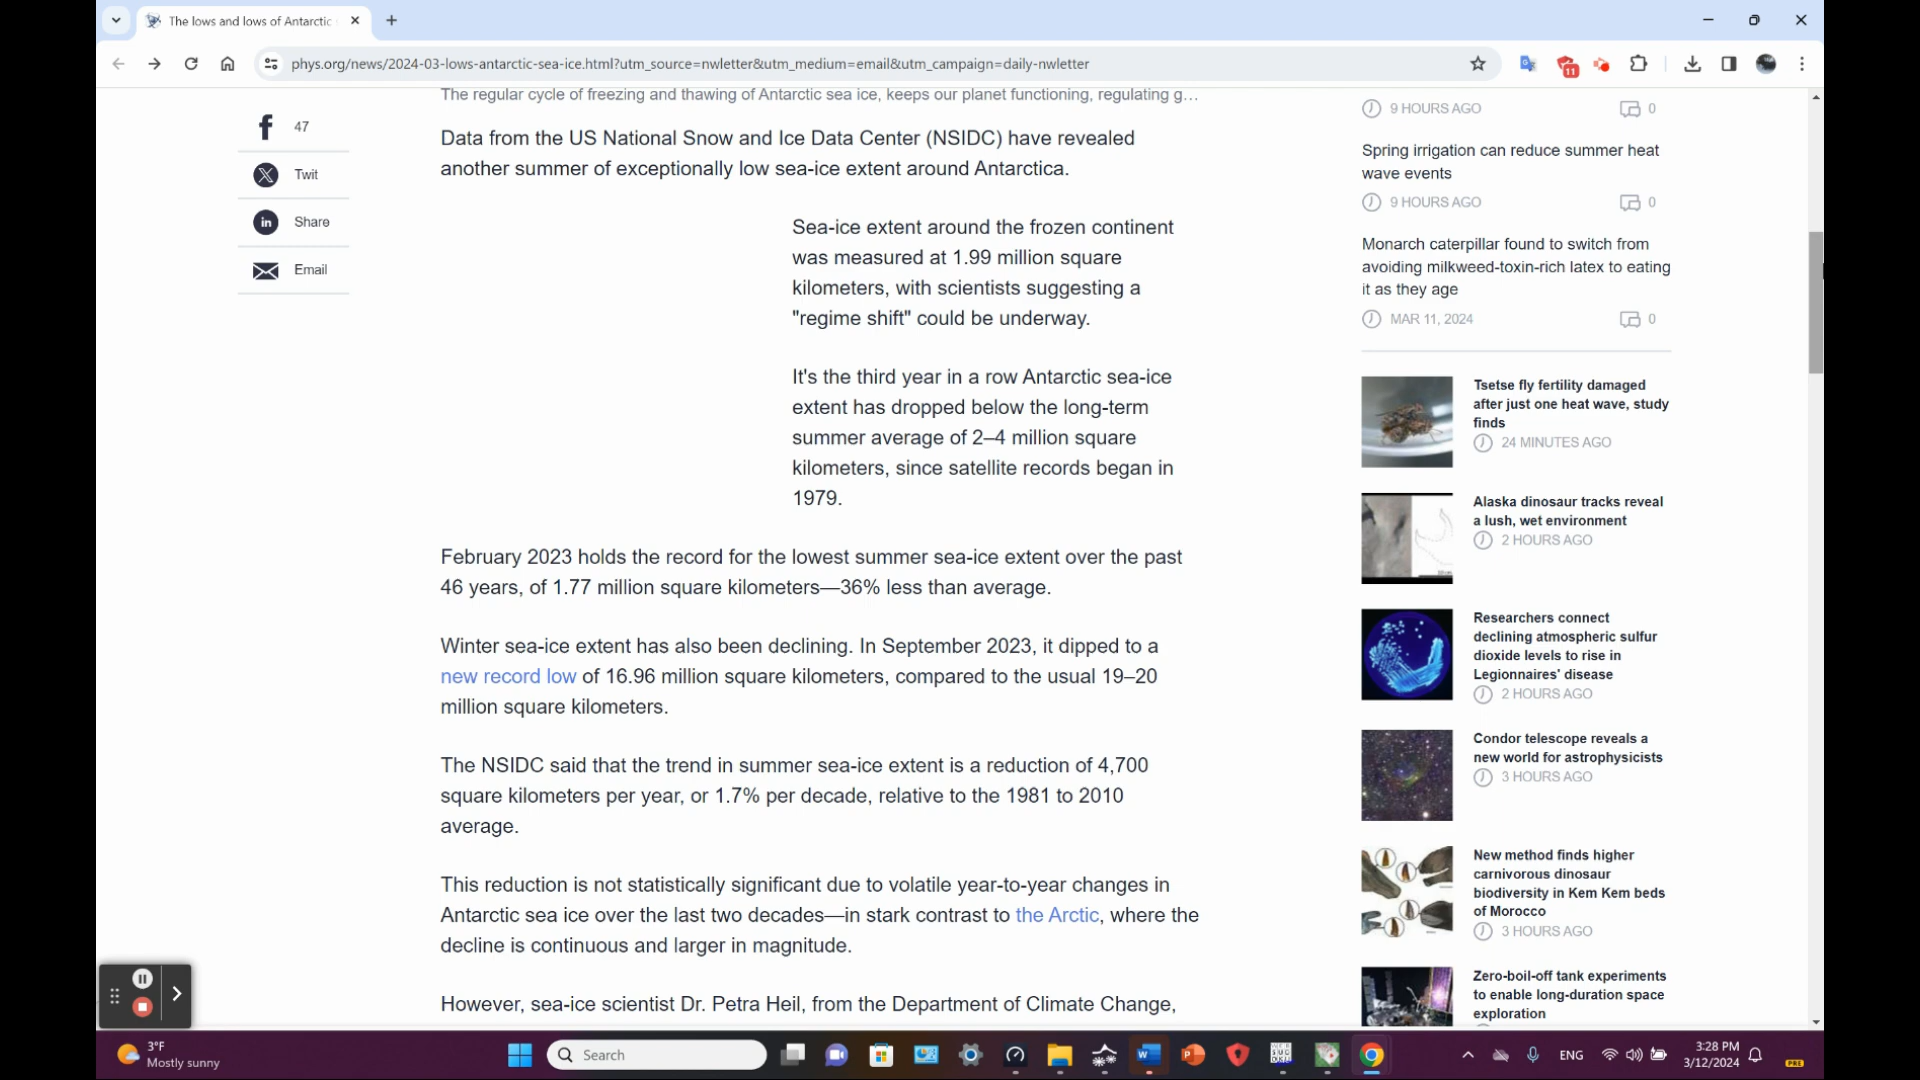 The lows and lows of Antarctic
phys.org/news/2024-03-lows-antarctic-sea-ice.html?utm_source=nwletter&utm_medium=email&utm_campaign=daily-nwletter
11
47
Twit
Share
Email
The regular cycle of freezing and thawing of Antarctic sea ice, keeps our planet functioning, regulating g...
Data from the US National Snow and Ice Data Center (NSIDC) have revealed
another summer of exceptionally low sea-ice extent around Antarctica.
Sea-ice extent around the frozen continent
was measured at 1.99 million square
kilometers, with scientists suggesting a
"regime shift" could be underway.
It's the third year in a row Antarctic sea-ice
extent has dropped below the long-term
summer average of 2–4 million square
kilometers, since satellite records began in
1979.
February 2023 holds the record for the lowest summer sea-ice extent over the past
46 years, of 1.77 million square kilometers—36% less than average.
Winter sea-ice extent has also been declining. In September 2023, it dipped to a
new record low of 16.96 million square kilometers, compared to the usual 19–20
million square kilometers.
The NSIDC said that the trend in summer sea-ice extent is a reduction of 4,700
square kilometers per year, or 1.7% per decade, relative to the 1981 to 2010
average.
This reduction is not statistically significant due to volatile year-to-year changes in
Antarctic sea ice over the last two decades—in stark contrast to the Arctic, where the
decline is continuous and larger in magnitude.
However, sea-ice scientist Dr. Petra Heil, from the Department of Climate Change,
9 HOURS AGO 0
Spring irrigation can reduce summer heat
wave events
9 HOURS AGO 0
Monarch caterpillar found to switch from
avoiding milkweed-toxin-rich latex to eating
it as they age
MAR 11, 2024 0
Tsetse fly fertility damaged
after just one heat wave, study
finds
24 MINUTES AGO
Alaska dinosaur tracks reveal
a lush, wet environment
2 HOURS AGO
Researchers connect
declining atmospheric sulfur
dioxide levels to rise in
Legionnaires' disease
2 HOURS AGO
Condor telescope reveals a
new world for astrophysicists
3 HOURS AGO
New method finds higher
carnivorous dinosaur
biodiversity in Kem Kem beds
of Morocco
3 HOURS AGO
Zero-boil-off tank experiments
to enable long-duration space
exploration
3°F
Mostly sunny
Search
ENG
3:28 PM
3/12/2024
PRE